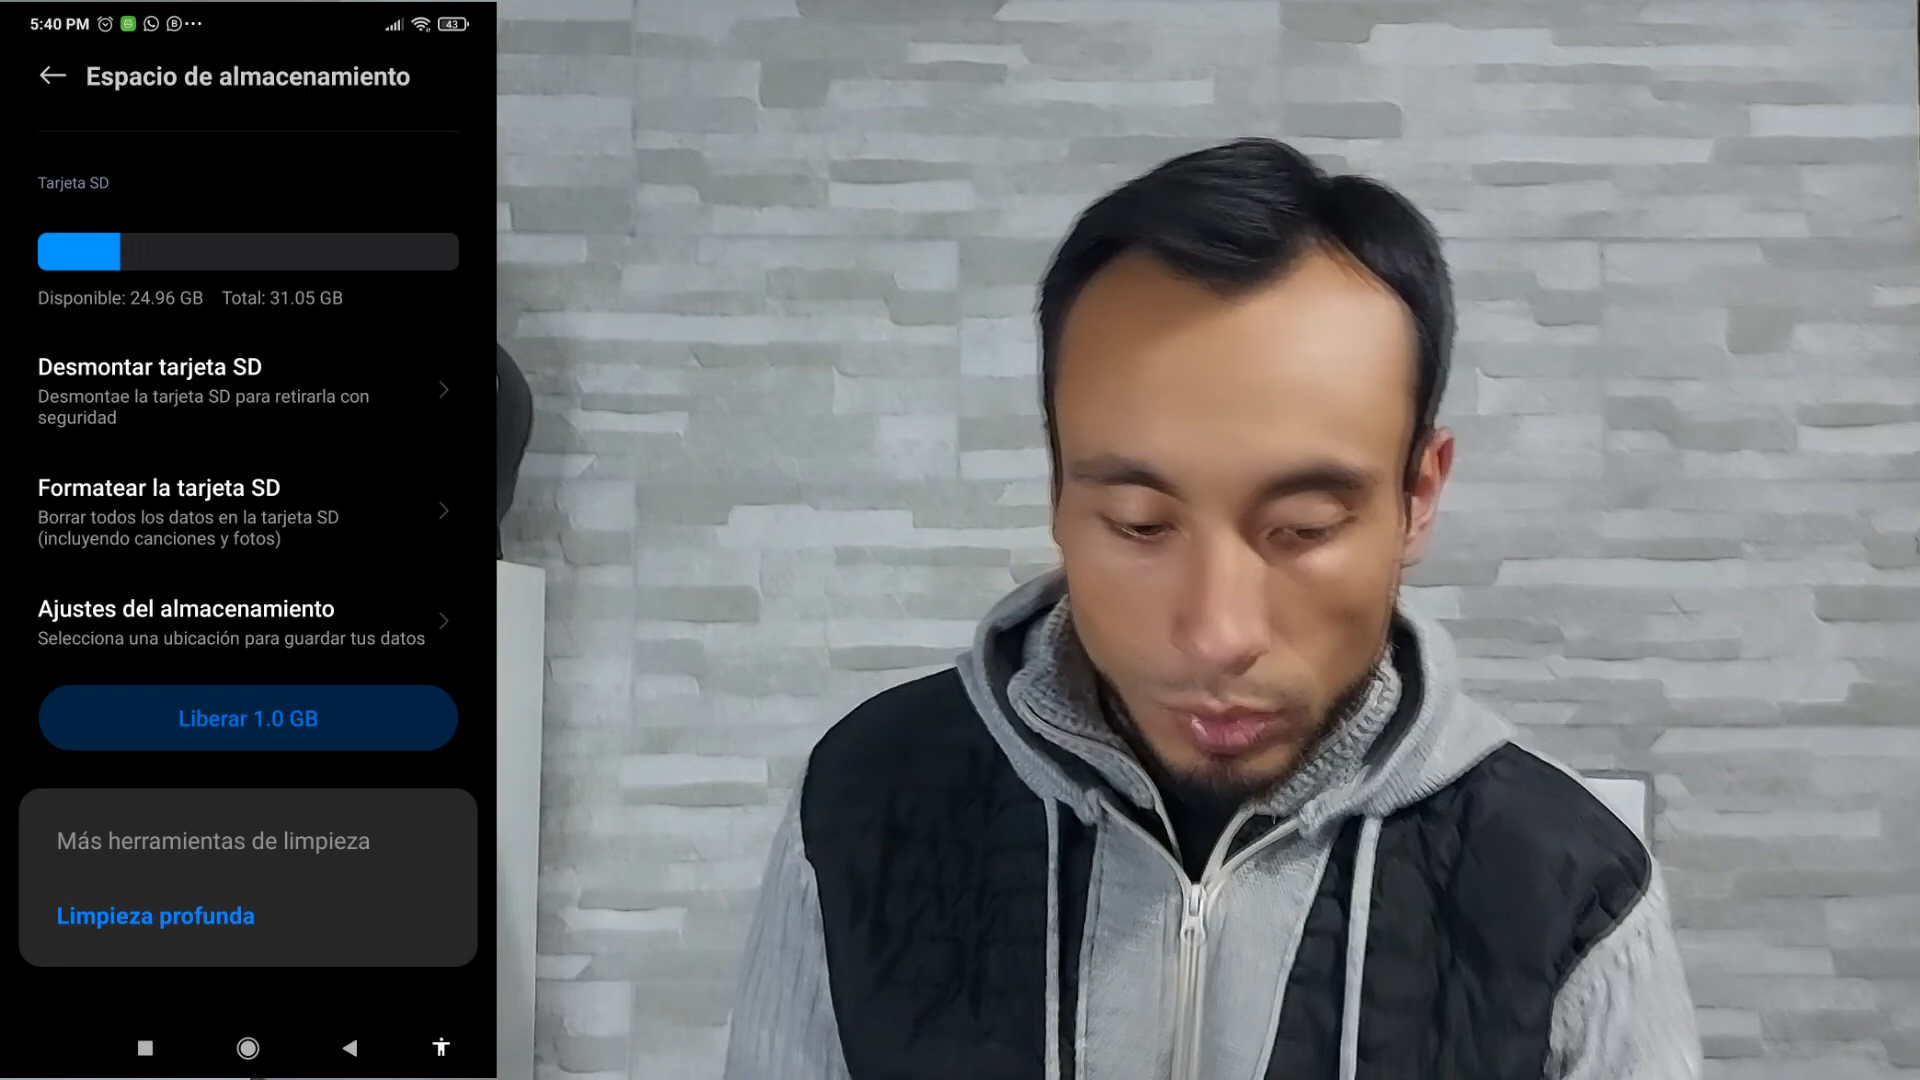 5:40 PM
43
Espacio de almacenamiento
Tarjeta SD
Disponible: 24.96 GB Total: 31.05 GB
Desmontar tarjeta SD
Desmontae la tarjeta SD para retirarla con
seguridad
Formatear la tarjeta SD
Borrar todos los datos en la tarjeta SD
(incluyendo canciones y fotos)
Ajustes del almacenamiento
Selecciona una ubicación para guardar tus datos
Liberar 1.0 GB
Más herramientas de limpieza
Limpieza profunda